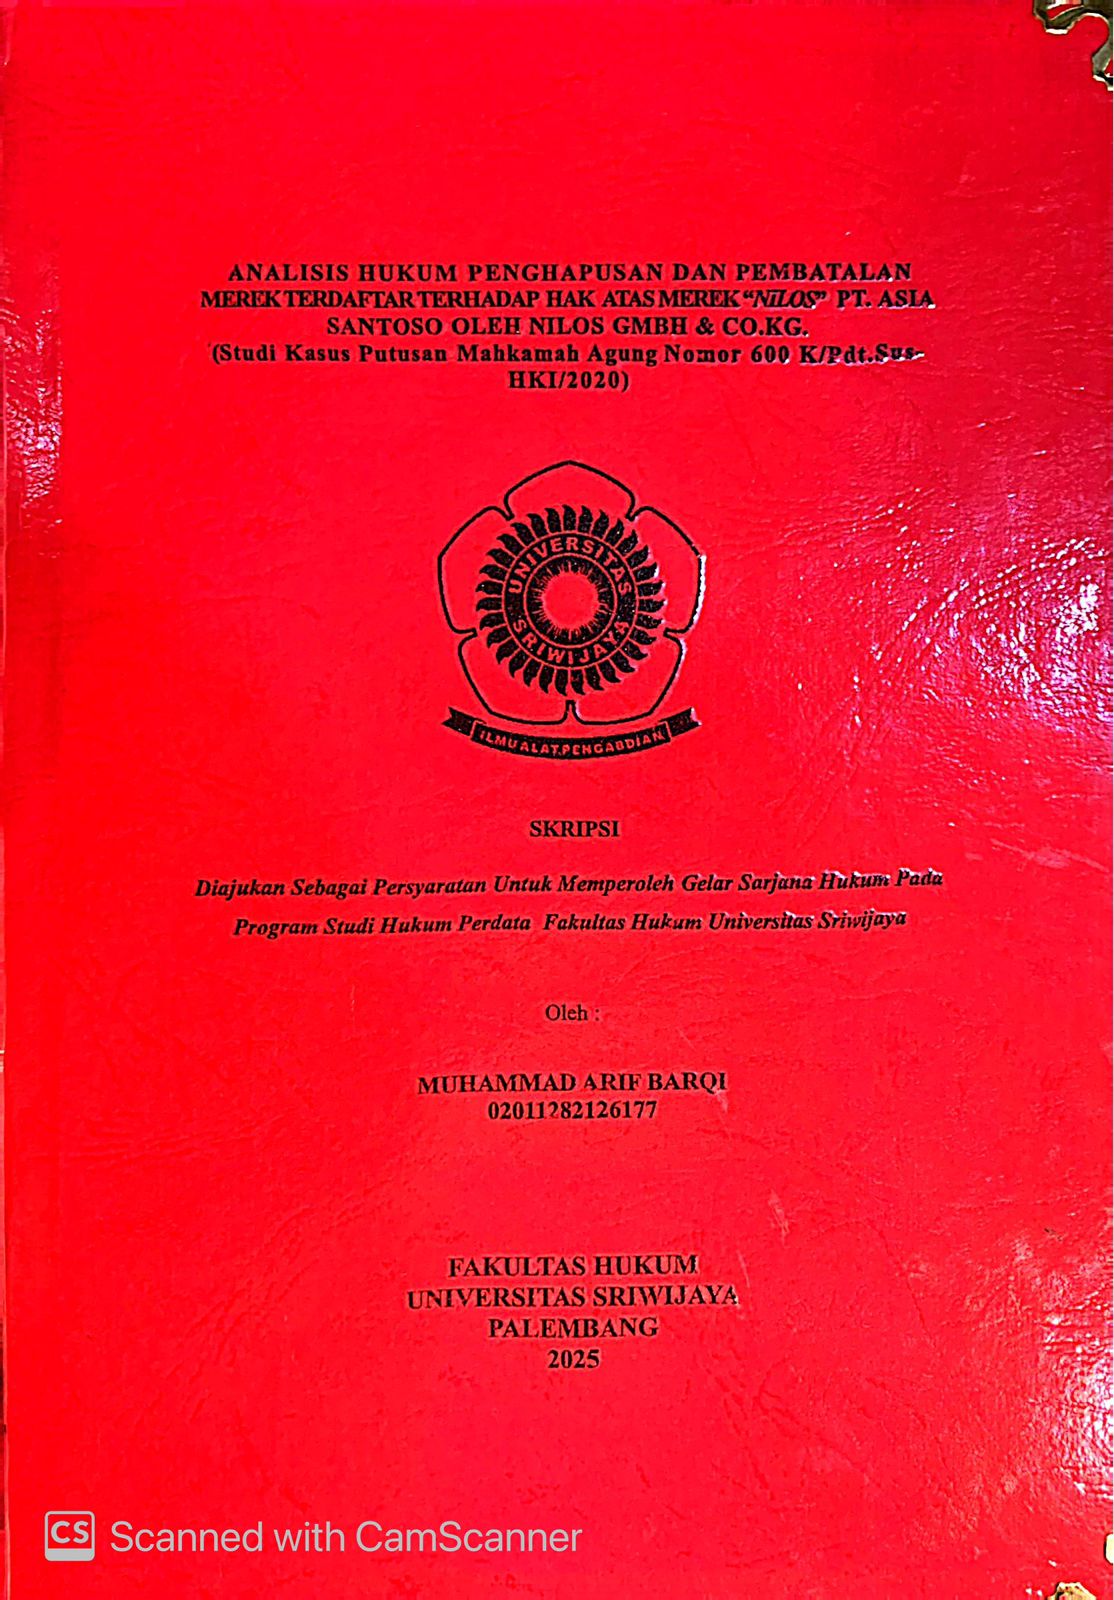 ANALISIS HUKUM PENGHAPUSAN DAN PEMBATALAN
MEREK TERDAFTAR TERHADAP HAK ATAS MEREK “NiLOS” PT. ASIA
SANTOSO OLEH NILOS GMBH & CO.KG.
(Studi Kasus Putusan Mahkamah Agung Nomor 600 K/Pdt.Sus-
HKI/2020)
UNIVERSITAS
SRIWIJAYA
ILMU ALAT PENGABDIAN
SKRIPSI
Diajukan Sebagai Persyaratan Untuk Memperoleh Gelar Sarjana Hukum Pada
Program Studi Hukum Perdata Fakultas Hukum Universitas Sriwijaya
Oleh :
MUHAMMAD ARIF BARQI
02011282126177
FAKULTAS HUKUM
UNIVERSITAS SRIWIJAYA
PALEMBANG
2025
CS Scanned with CamScanner